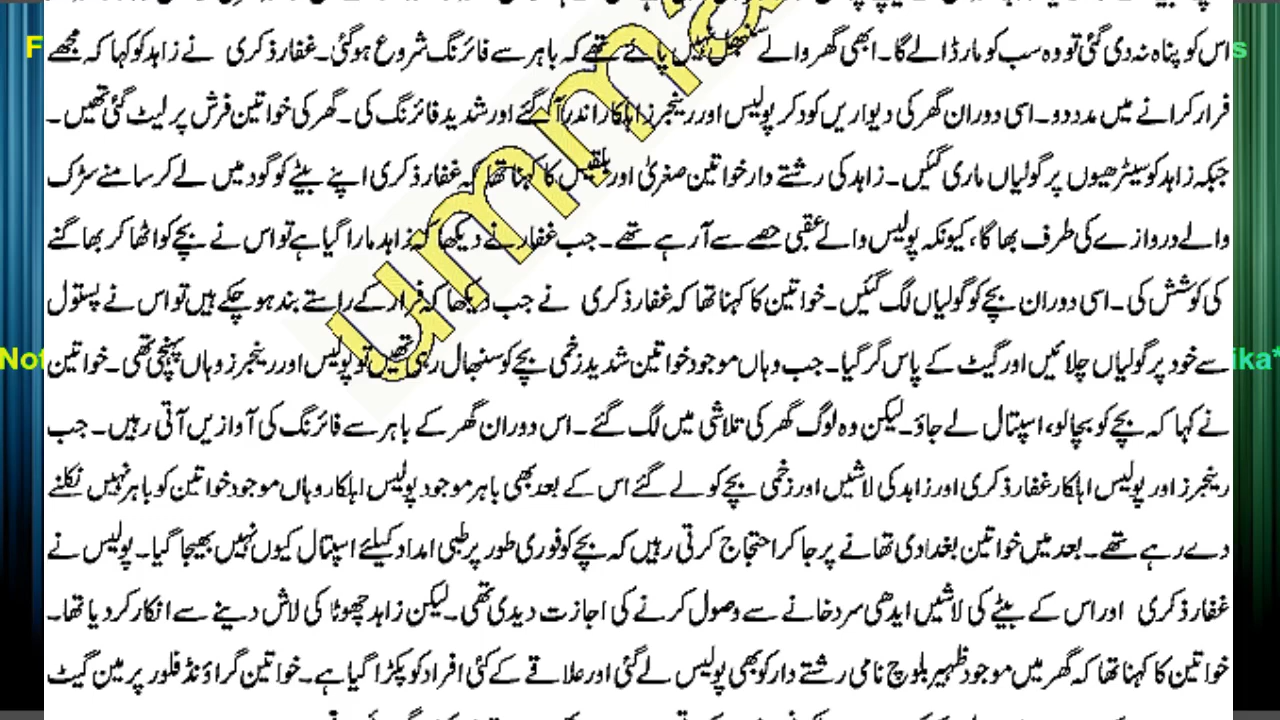 اس کو پناہ نہ دی گئی تو وہ سب کو مار ڈالے گا۔ ابھی گھر والے سنبھل نہیں پائے تھے کہ باہر سے فائرنگ شروع ہوگئی۔ غفار ذکری نے زاہد کو کہا کہ مجھے
فرار کرانے میں مدد دو۔ اسی دوران گھر کی دیواریں کود کر پولیس اور رینجرز اہلکار اندر آ گئے اور شدید فائرنگ کی۔ گھر کی خواتین فرش پر لیٹ گئی تھیں۔
جبکہ زاہد کو سیڑھیوں پر گولیاں ماری گئیں۔ زاہد کی رشتے دار خواتین صغریٰ اور بلقیس کا کہنا تھا کہ غفار ذکری اپنے بیٹے کو گود میں لے کر سامنے سڑک
والے دروازے کی طرف بھاگا، کیونکہ پولیس والے عقبی حصے سے آ رہے تھے۔ جب غفار نے دیکھا کہ زاہد مارا گیا ہے تو اس نے بچے کو اٹھا کر بھاگنے
کی کوشش کی۔ اسی دوران بچے کو گولیاں لگ گئیں۔ خواتین کا کہنا تھا کہ غفار ذکری نے جب دیکھا کہ فرار کے راستے بند ہو چکے ہیں تو اس نے پستول
سے خود پر گولیاں چلائیں اور گیٹ کے پاس گر گیا۔ جب وہاں موجود خواتین شدید زخمی بچے کو سنبھال رہی تھیں تو پولیس اور رینجرز وہاں پہنچی تھی۔ خواتین
نے کہا کہ بچے کو بچالو، اسپتال لے جاؤ۔ لیکن وہ لوگ گھر کی تلاشی میں لگ گئے۔ اس دوران گھر کے باہر سے فائرنگ کی آوازیں آتی رہیں۔ جب
رینجرز اور پولیس اہلکار غفار ذکری اور زاہد کی لاشیں اور زخمی بچے کو لے گئے اس کے بعد بھی باہر موجود پولیس اہلکار وہاں موجود خواتین کو باہر نہیں نکلنے
دے رہے تھے۔ بعد میں خواتین بغدادی تھانے پر جا کر احتجاج کرتی رہیں کہ بچے کو فوری طور پر طبی امداد کیلئے اسپتال کیوں نہیں بھیجا گیا۔ پولیس نے
غفار ذکری اور اس کے بیٹے کی لاشیں ایدھی سرد خانے سے وصول کرنے کی اجازت دیدی تھی۔ لیکن زاہد چھوٹا کی لاش دینے سے انکار کر دیا تھا۔
خواتین کا کہنا تھا کہ گھر میں موجود ظہیر بلوچ نامی رشتے دار کو بھی پولیس لے گئی اور علاقے کے کئی افراد کو پکڑا گیا ہے۔ خواتین گراؤنڈ فلور پر مین گیٹ
umma